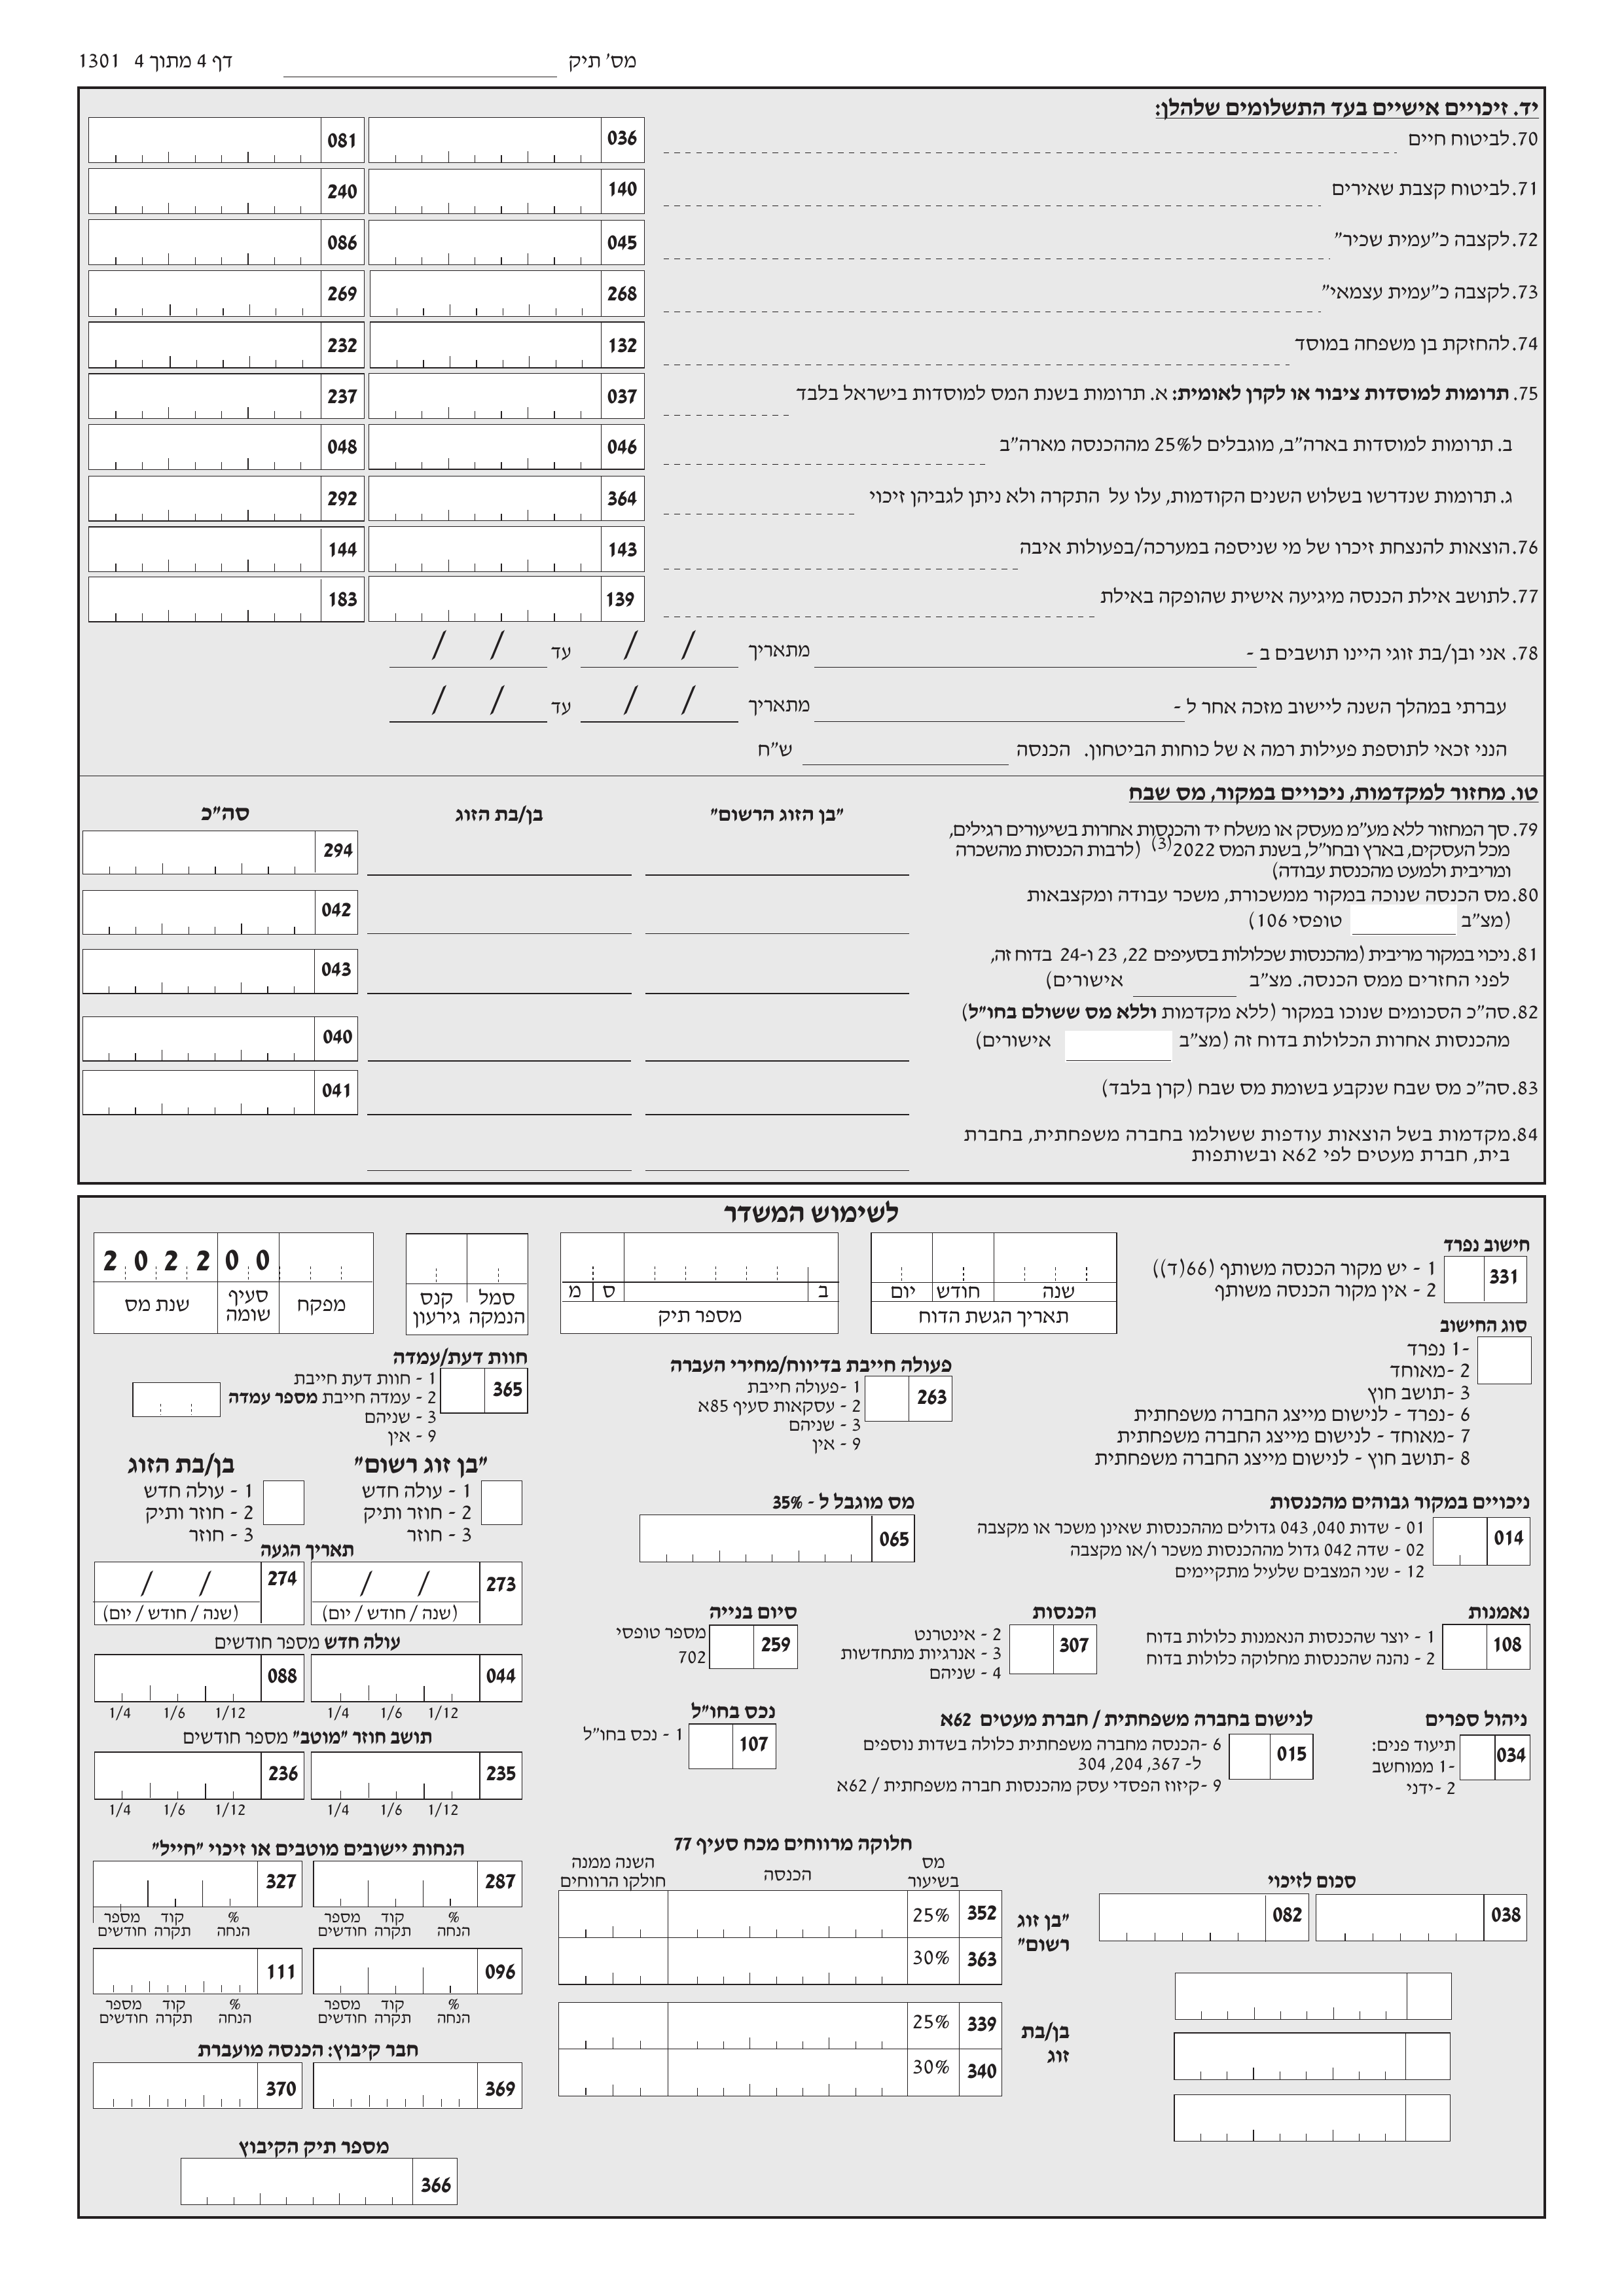 מס' תיק דף 4 מתוך 4 1301
יד. זיכויים אישיים בעד התשלומים שלהלן:
70. לביטוח חיים 036 081
71. לביטוח קצבת שאירים 140 240
72. לקצבה כ"עמית שכיר" 045 086
73. לקצבה כ"עמית עצמאי" 268 269
74. להחזקת בן משפחה במוסד 132 232
75. תרומות למוסדות ציבור או לקרן לאומית: א. תרומות בשנת המס למוסדות בישראל בלבד 037 237
ב. תרומות למוסדות בארה"ב, מוגבלים ל25% מההכנסה מארה"ב 046 048
ג. תרומות שנדרשו בשלוש השנים הקודמות, עלו על התקרה ולא ניתן לגביהן זיכוי 364 292
76. הוצאות להנצחת זיכרו של מי שניספה במערכה/בפעולות איבה 143 144
77. לתושב אילת הכנסה מיגיעה אישית שהופקה באילת 139 183
78. אני ובן/בת זוגי היינו תושבים ב - מתאריך / / עד / /
עברתי במהלך השנה ליישוב מזכה אחר ל - מתאריך / / עד / /
הנני זכאי לתוספת פעילות רמה א של כוחות הביטחון. הכנסה ש"ח
טו. מחזור למקדמות, ניכויים במקור, מס שבח
"בן הזוג הרשום" בן/בת הזוג סה"כ
79. סך המחזור ללא מע"מ מעסק או משלח יד והכנסות אחרות בשיעורים רגילים,
מכל העסקים, בארץ ובחו"ל, בשנת המס 2022(3) (לרבות הכנסות מהשכרה
ומריבית ולמעט מהכנסת עבודה) 294
80. מס הכנסה שנוכה במקור ממשכורת, משכר עבודה ומקצבאות
(מצ"ב טופסי 106) 042
81. ניכוי במקור מריבית (מהכנסות שכלולות בסעיפים 22, 23 ו-24 בדוח זה,
לפני החזרים ממס הכנסה. מצ"ב אישורים) 043
82. סה"כ הסכומים שנוכו במקור (ללא מקדמות וללא מס ששולם בחו"ל)
מהכנסות אחרות הכלולות בדוח זה (מצ"ב אישורים) 040
83. סה"כ מס שבח שנקבע בשומת מס שבח (קרן בלבד) 041
84. מקדמות בשל הוצאות עודפות ששולמו בחברה משפחתית, בחברת
בית, חברת מעטים לפי 62א ובשותפות
לשימוש המשדר
חישוב נפרד
331
1 - יש מקור הכנסה משותף (66(ד))
2 - אין מקור הכנסה משותף
שנה חודש יום
תאריך הגשת הדוח
ב ס מ
מספר תיק
סמל הנמקה
קנס גירעון
2 0 2 2 0 0
מפקח
סעיף שומה
שנת מס
סוג החישוב
1- נפרד
2 -מאוחד
3 -תושב חוץ
6 -נפרד - לנישום מייצג החברה משפחתית
7 -מאוחד - לנישום מייצג החברה משפחתית
8 -תושב חוץ - לנישום מייצג החברה משפחתית
פעולה חייבת בדיווח/מחירי העברה
263
1 -פעולה חייבת
2 - עסקאות סעיף 85א
3 - שניהם
9 - אין
חוות דעת/עמדה
365
1 - חוות דעת חייבת
2 - עמדה חייבת מספר עמדה
3 - שניהם
9 - אין
"בן זוג רשום" בן/בת הזוג
1 - עולה חדש 1 - עולה חדש
2 - חוזר ותיק 2 - חוזר ותיק
3 - חוזר 3 - חוזר
תאריך הגעה
273 / / 274 / /
(שנה / חודש / יום) (שנה / חודש / יום)
ניכויים במקור גבוהים מהכנסות
014
01 - שדות 040, 043 גדולים מההכנסות שאינן משכר או מקצבה
02 - שדה 042 גדול מההכנסות משכר ו/או מקצבה
12 - שני המצבים שלעיל מתקיימים
מס מוגבל ל - 35%
065
נאמנות
108
1 - יוצר שהכנסות הנאמנות כלולות בדוח
2 - נהנה שהכנסות מחלוקה כלולות בדוח
הכנסות
307
2 - אינטרנט
3 - אנרגיות מתחדשות
4 - שניהם
סיום בנייה
259
מספר טופסי
702
עולה חדש מספר חודשים
044 088
1/12 1/6 1/4 1/12 1/6 1/4
ניהול ספרים
034
תיעוד פנים:
1- ממוחשב
2 -ידני
לנישום בחברה משפחתית / חברת מעטים 62א
015
6 -הכנסה מחברה משפחתית כלולה בשדות נוספים
ל- 367, 204, 304
9 -קיזוז הפסדי עסק מהכנסות חברה משפחתית / 62א
נכס בחו"ל
107
1 - נכס בחו"ל
תושב חוזר "מוטב" מספר חודשים
235 236
1/12 1/6 1/4 1/12 1/6 1/4
סכום לזיכוי
038 082
חלוקה מרווחים מכח סעיף 77
מס בשיעור הכנסה השנה ממנה חולקו הרווחים
"בן זוג רשום"
352 25%
363 30%
בן/בת זוג
339 25%
340 30%
הנחות יישובים מוטבים או זיכוי "חייל"
287 327
% הנחה קוד תקרה מספר חודשים % הנחה קוד תקרה מספר חודשים
096 111
% הנחה קוד תקרה מספר חודשים % הנחה קוד תקרה מספר חודשים
חבר קיבוץ: הכנסה מועברת
369 370
מספר תיק הקיבוץ
366